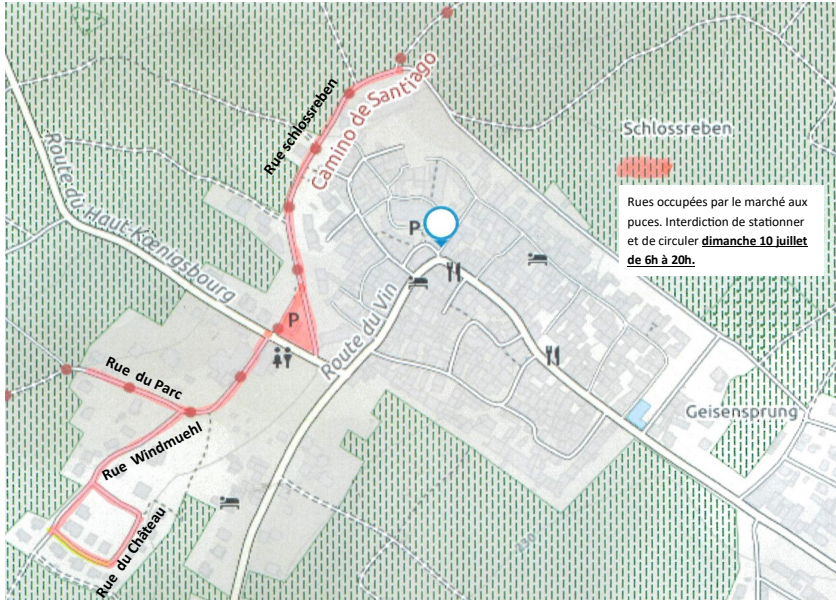 Rue schlossreben
Camino de Santiago
Schlossreben
Route du Haut-Kœnigsbourg
P
Rues occupées par le marché aux
puces. Interdiction de stationner
et de circuler dimanche 10 juillet
de 6h à 20h.
P
Route du Vin
Rue du Parc
Geisensprung
Rue Windmuehl
Rue du Château
250